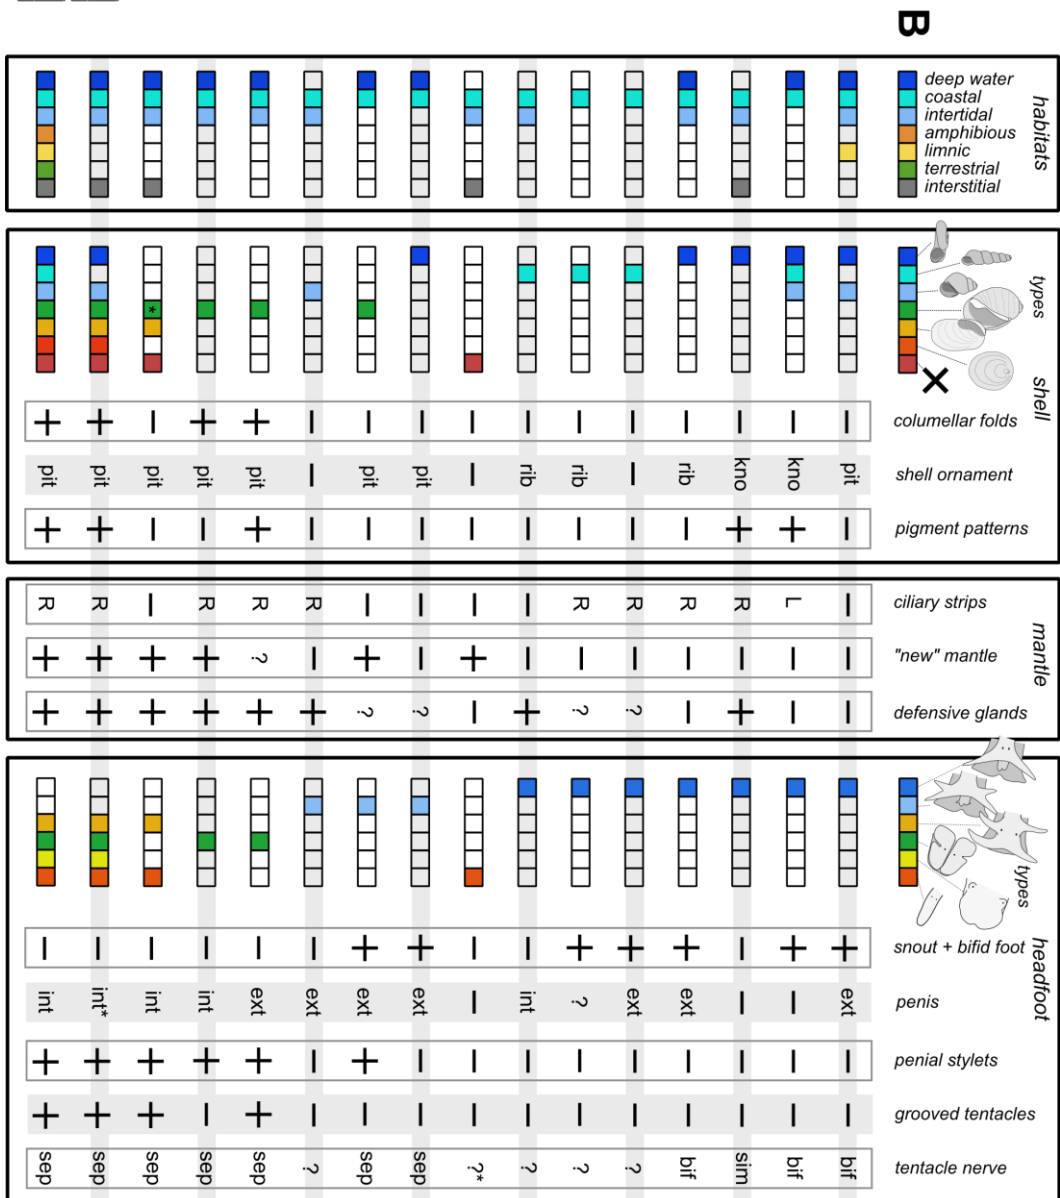 B
habitats
deep water
coastal
intertidal
amphibious
limnic
terrestrial
interstitial
shell
types
*
+ + – + + – – – – – – – – – – – columellar folds
pit pit pit pit pit – pit pit – rib rib – rib kno kno pit shell ornament
+ + – – + – – – – – – – – + + – pigment patterns
mantle
R R – R R R – – – – R R R R L – ciliary strips
+ + + + ? – + – + – – – – – – – "new" mantle
+ + + + + + ? ? – + ? ? – + – – defensive glands
headfoot
types
– – – – – – + + – – + + + – + + snout + bifid foot
int int* int int ext ext ext ext – int ? ext ext – – ext penis
+ + + + + – + – – – – – – – – – penial stylets
+ + + – + – – – – – – – – – – – grooved tentacles
sep sep sep sep sep ? sep sep ?* ? ? ? bif sim bif bif tentacle nerve